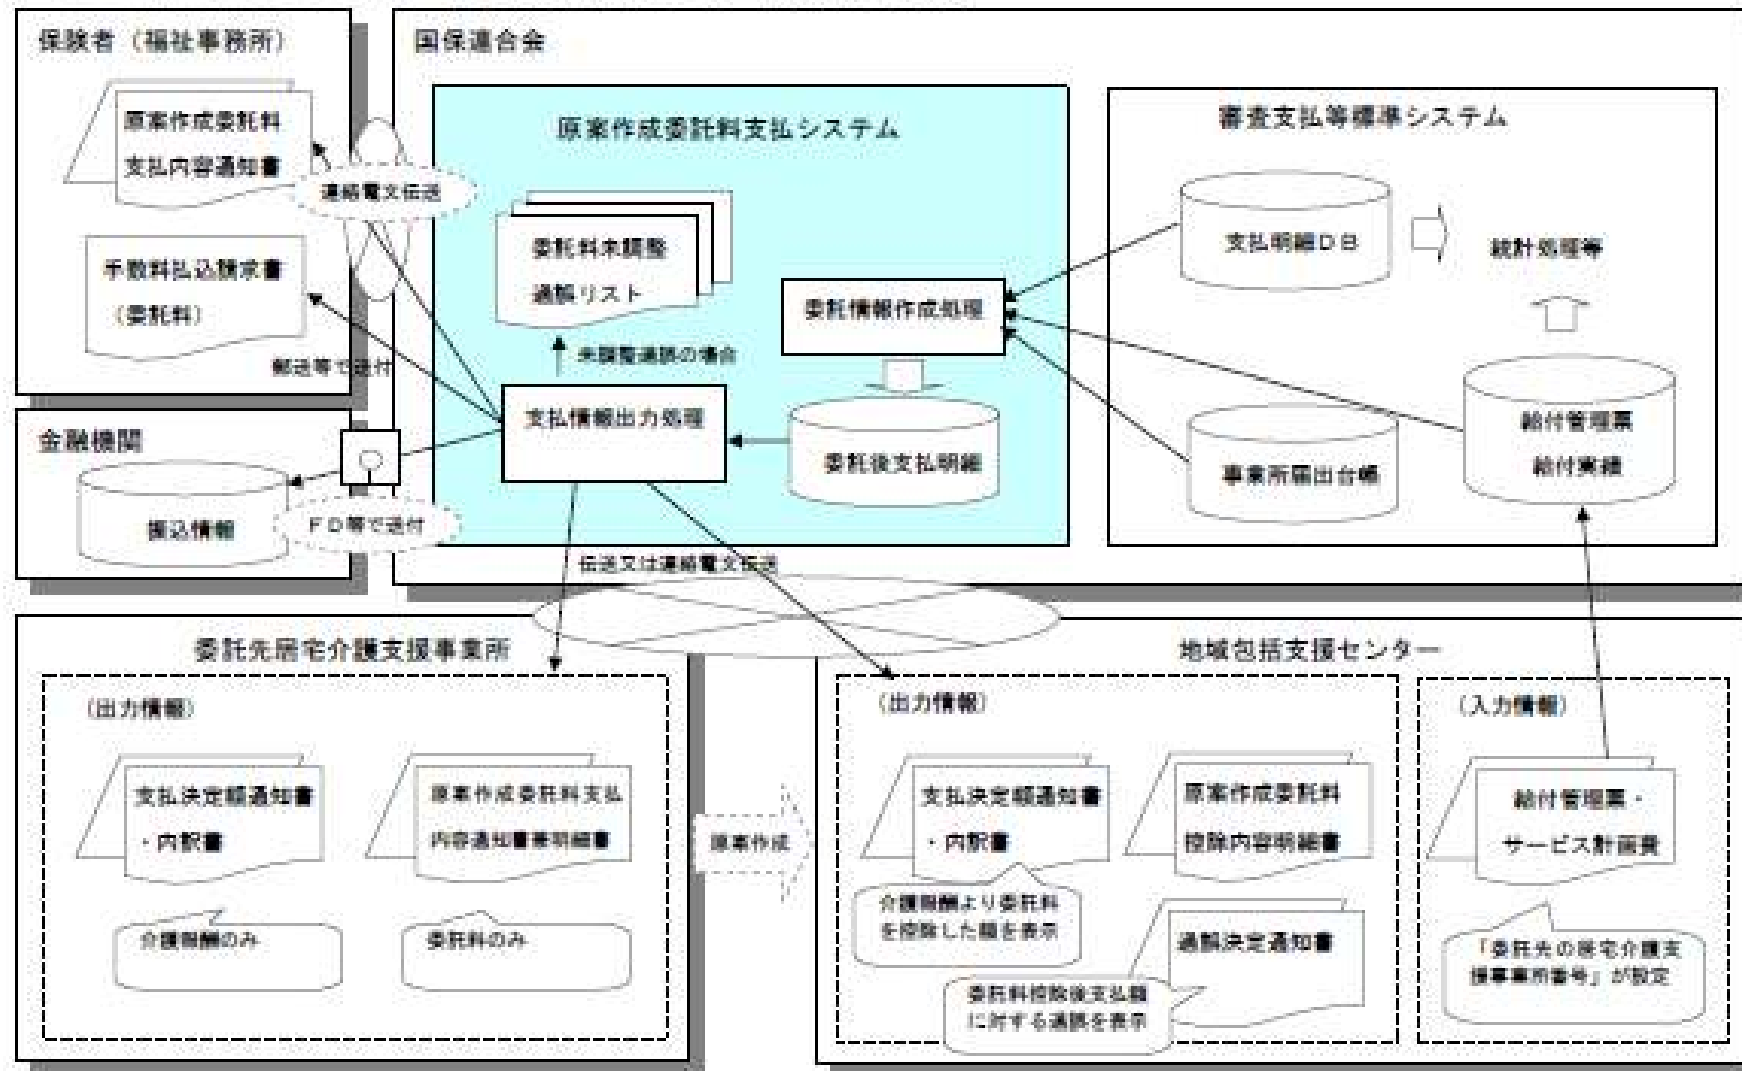 保険者（福祉事務所）
原案作成委託料
支払内容通知書
連絡電文伝送
手数料払込請求書
（委託料）
郵送等で送付
金融機関
振込情報
ＦＤ等で送付
国保連合会
原案作成委託料支払システム
委託料未調整
過誤リスト
未調整過誤の場合
支払情報出力処理
委託情報作成処理
委託後支払明細
伝送又は連絡電文伝送
審査支払等標準システム
支払明細ＤＢ
統計処理等
事業所届出台帳
給付管理票
給付実績
委託先居宅介護支援事業所
（出力情報）
支払決定額通知書
・内訳書
原案作成委託料支払
内容通知書兼明細書
介護報酬のみ
委託料のみ
原案作成
地域包括支援センター
（出力情報）
支払決定額通知書
・内訳書
原案作成委託料
控除内容明細書
介護報酬より委託料
を控除した額を表示
過誤決定通知書
委託料控除後支払額
に対する過誤を表示
（入力情報）
給付管理票・
サービス計画費
「委託先の居宅介護支
援事業所番号」が設定